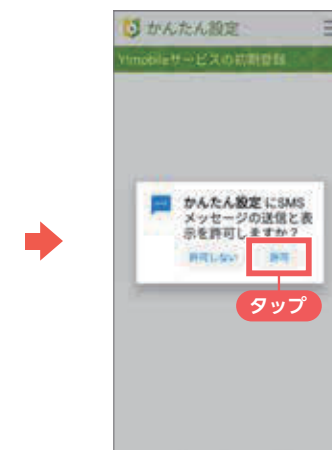 かんたん設定
Y!mobileサービスの初期登録
かんたん設定 にSMS
メッセージの送信と表
示を許可しますか?
許可しない 許可
タップ